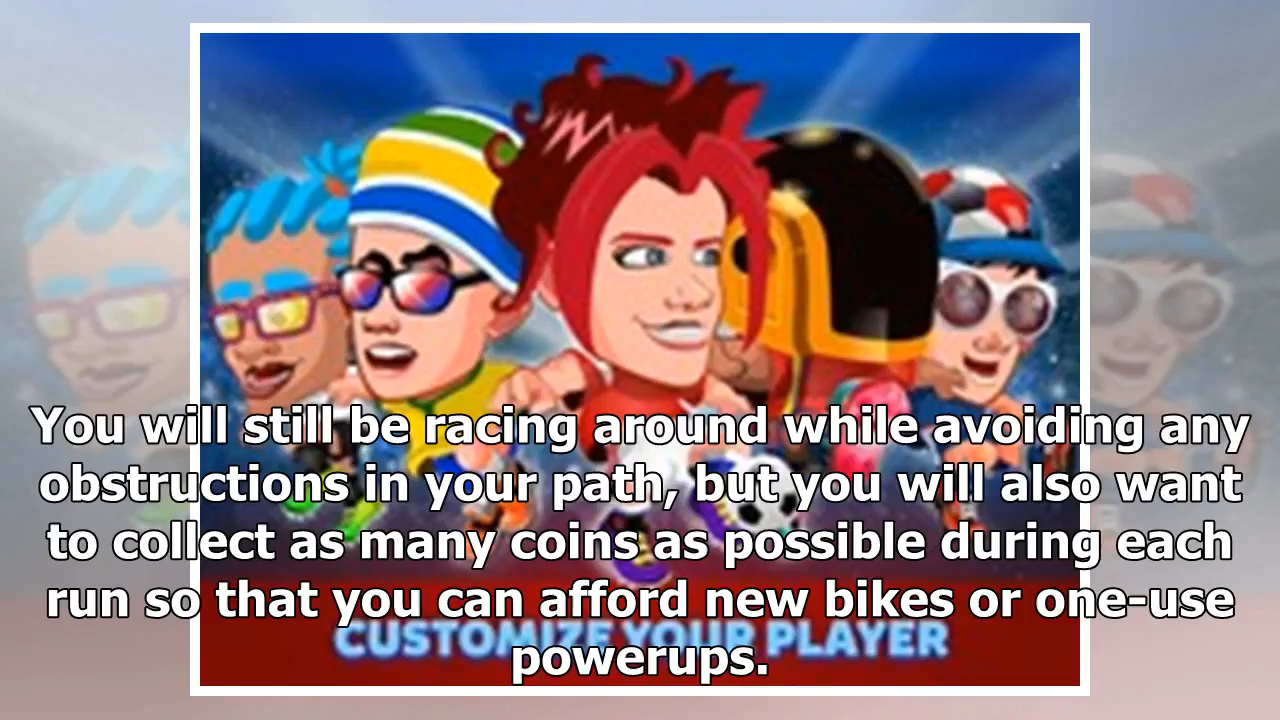 You will still be racing around while avoiding any
obstructions in your path, but you will also want
to collect as many coins as possible during each
run so that you can afford new bikes or one-use
CUSTOMIZE YOUR PLAYER
powerups.